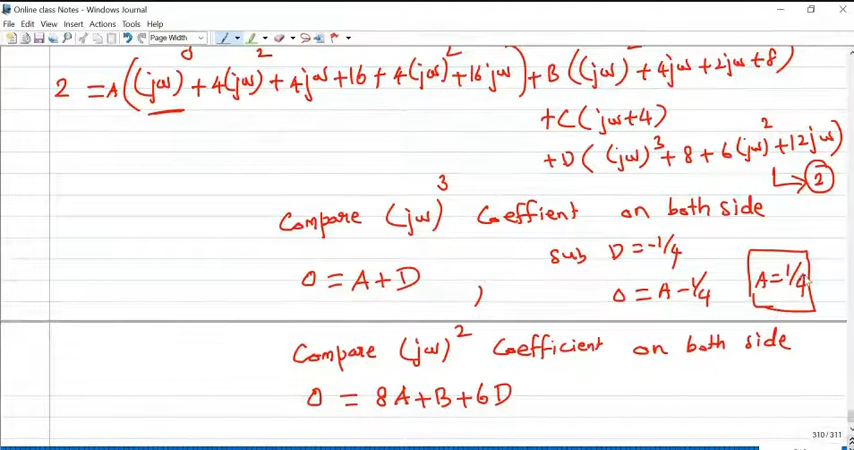 Online class Notes - Windows Journal
File Edit View Insert Actions Tools Help
Page Width
2 = A((jω) + 4(jω)² + 4jω + 16 + 4(jω)² + 16jω) + B((jω) + 4jω + 2jω + 8)
+ C(jω+4)
+ D((jω)³ + 8 + 6(jω)² + 12jω)
2
Compare (jω)³ Coeffient on both side
sub D = -1/4
0 = A + D , 0 = A - 1/4 A = 1/4
Compare (jω)² Coefficient on both side
0 = 8A + B + 6D
310 / 311